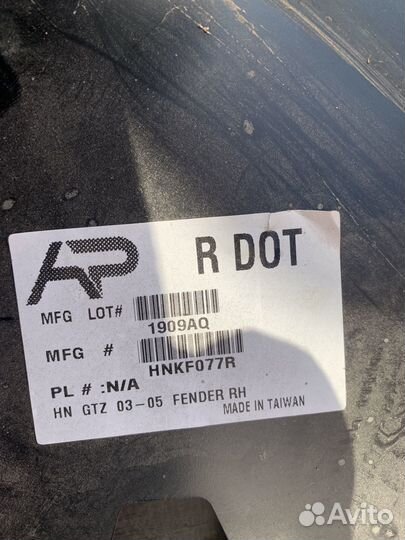 AP R DOT
MFG LOT#
1909AQ
MFG #
HNKF077R
PL # :N/A
HN GTZ 03-05 FENDER RH
MADE IN TAIWAN
Avito